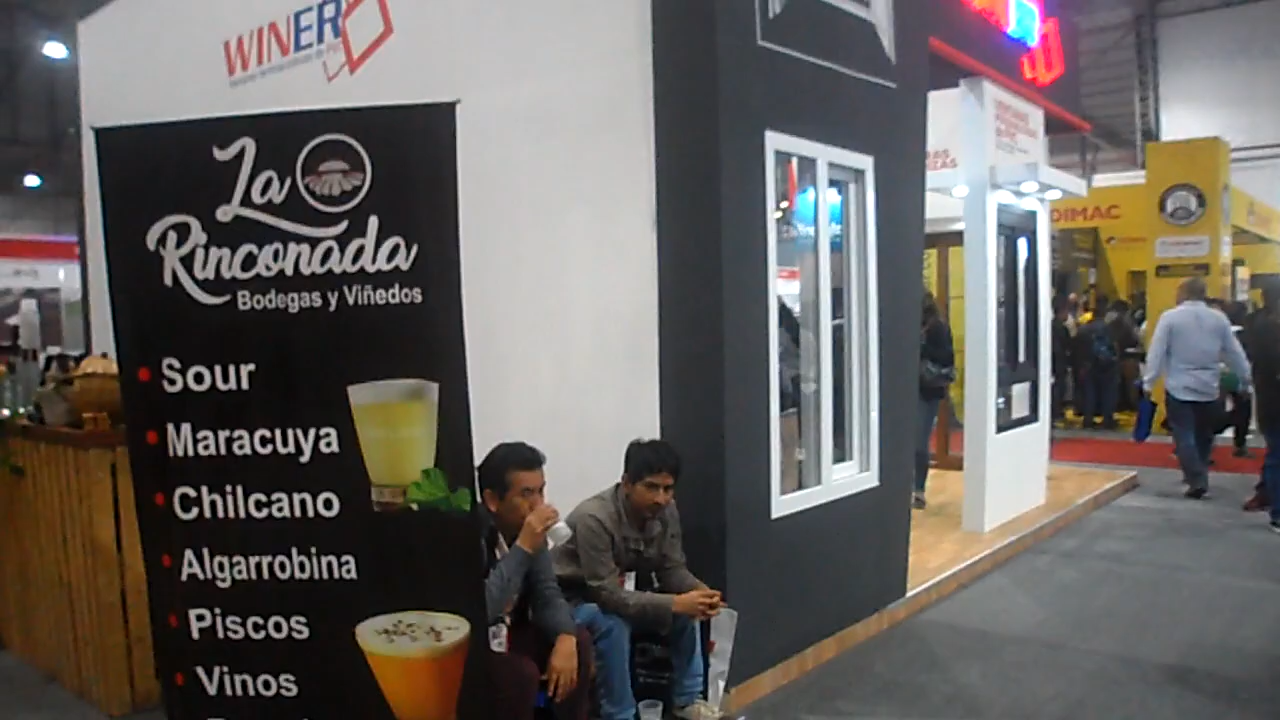 WINER
La
Rinconada
Bodegas y Viñedos
Sour
Maracuya
Chilcano
Algarrobina
Piscos
Vinos
DIMAC